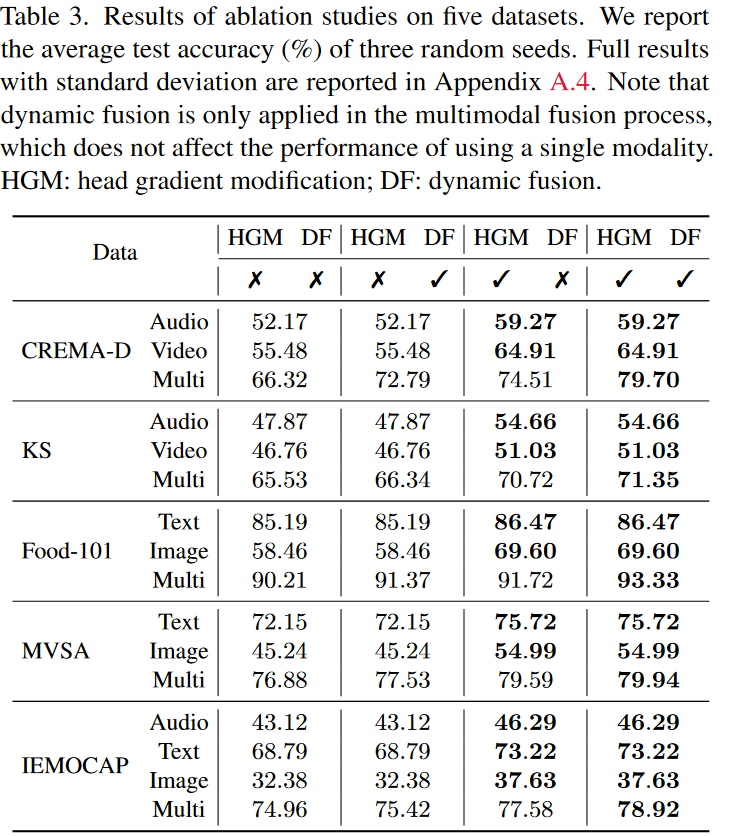 Table 3. Results of ablation studies on five datasets. We report
the average test accuracy (%) of three random seeds. Full results
with standard deviation are reported in Appendix A.4. Note that
dynamic fusion is only applied in the multimodal fusion process,
which does not affect the performance of using a single modality.
HGM: head gradient modification; DF: dynamic fusion.
Data HGM DF HGM DF HGM DF HGM DF
✗ ✗ ✗ ✓ ✓ ✗ ✓ ✓
Audio 52.17 52.17 59.27 59.27
CREMA-D Video 55.48 55.48 64.91 64.91
Multi 66.32 72.79 74.51 79.70
Audio 47.87 47.87 54.66 54.66
KS Video 46.76 46.76 51.03 51.03
Multi 65.53 66.34 70.72 71.35
Text 85.19 85.19 86.47 86.47
Food-101 Image 58.46 58.46 69.60 69.60
Multi 90.21 91.37 91.72 93.33
Text 72.15 72.15 75.72 75.72
MVSA Image 45.24 45.24 54.99 54.99
Multi 76.88 77.53 79.59 79.94
Audio 43.12 43.12 46.29 46.29
IEMOCAP Text 68.79 68.79 73.22 73.22
Image 32.38 32.38 37.63 37.63
Multi 74.96 75.42 77.58 78.92